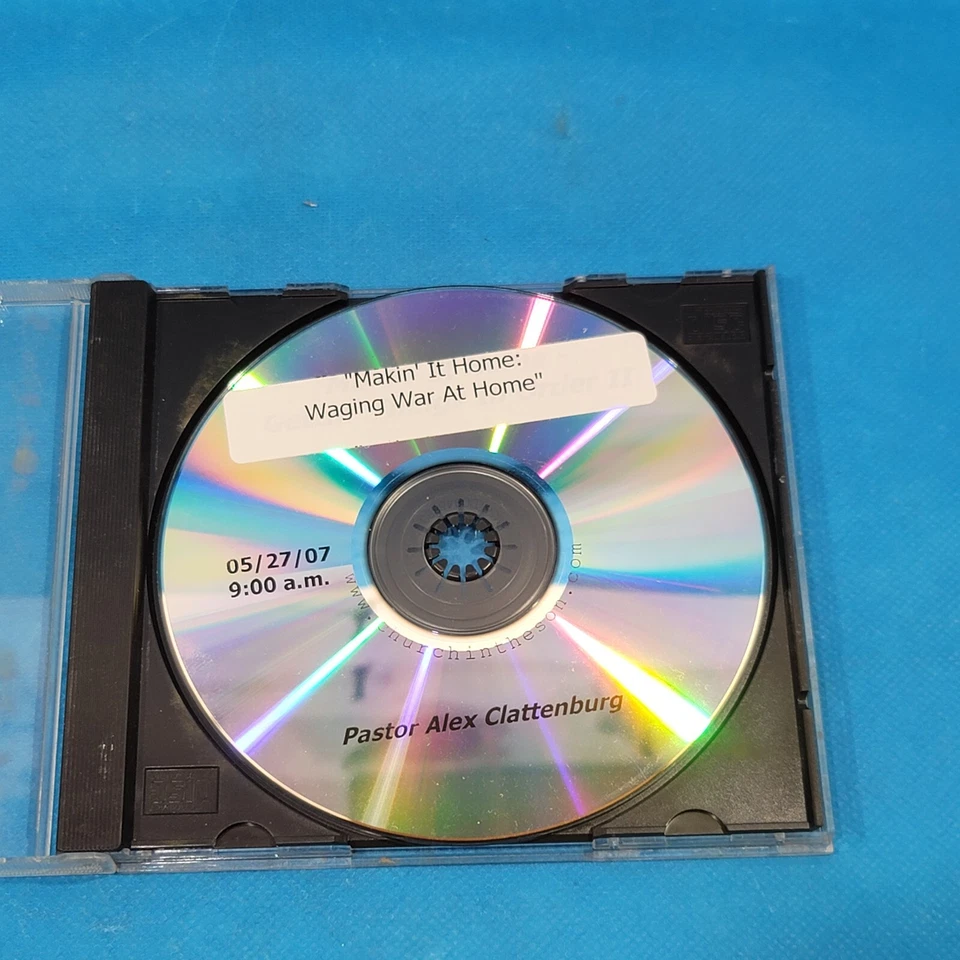 "Makin' It Home:
Waging War At Home"
05/27/07
9:00 a.m.
www.churchintheson.com
Pastor Alex Clattenburg